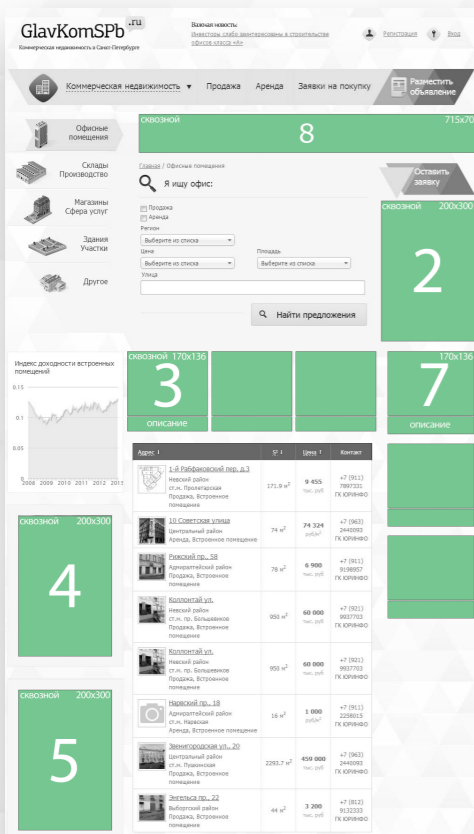 GlavKomSPb .ru
Коммерческая недвижимость в Санкт-Петербурге
Важная новость:
Инвесторы слабо заинтересованы в строительстве
офисов класса «А»
Регистрация
Вход
Коммерческая недвижимость ▼
Продажа
Аренда
Заявки на покупку
Разместить
объявление
Офисные
помещения
Склады
Производство
Магазины
Сфера услуг
Здания
Участки
Другое
сквозной 715x70
8
Главная / Офисные помещения
Я ищу офис:
Продажа
Аренда
Регион
Выберите из списка
Цена
Выберите из списка
Площадь
Выберите из списка
Улица
Найти предложения
Оставить
заявку
сквозной 200x300
2
Индекс доходности встроенных
помещений
0.15
0.1
0.05
0
2008 2009 2010 2011 2012 2013
сквозной 170x136
3
описание
170x136
7
описание
сквозной 200x300
4
сквозной 200x300
5
Адрес
S²
Цена
Контакт
1-й Рабфаковский пер, д.3
Невский район
ст.м. Пролетарская
Продажа, Встроенное
помещение
171.9 м²
9 455
тыс. руб
+7 (911)
7897331
ГК ЮРИНФО
10 Советская улица
Центральный район
Аренда, Встроенное помещение
74 м²
74 324
руб/м²
+7 (963)
2440093
ГК ЮРИНФО
Рижский пр., 58
Адмиралтейский район
Продажа, Встроенное
помещение
78 м²
6 900
тыс. руб
+7 (911)
9198957
ГК ЮРИНФО
Коллонтай ул.
Невский район
ст.м. пр. Большевиков
Продажа, Встроенное
помещение
950 м²
60 000
тыс. руб
+7 (921)
9937703
ГК ЮРИНФО
Коллонтай ул.
Невский район
ст.м. пр. Большевиков
Продажа, Встроенное
помещение
950 м²
60 000
тыс. руб
+7 (921)
9937703
ГК ЮРИНФО
Нарвский пр., 18
Адмиралтейский район
ст.м. Нарвская
Аренда, Встроенное помещение
16 м²
1 000
руб/м²
+7 (911)
2258015
ГК ЮРИНФО
Звенигородская ул., 20
Центральный район
ст.м. Пушкинская
Продажа, Встроенное
помещение
2293.7 м²
459 000
тыс. руб
+7 (963)
2440093
ГК ЮРИНФО
Энгельса пр., 22
Выборгский район
Продажа, Встроенное
помещение
44 м²
3 200
тыс. руб
+7 (812)
9132333
ГК ЮРИНФО